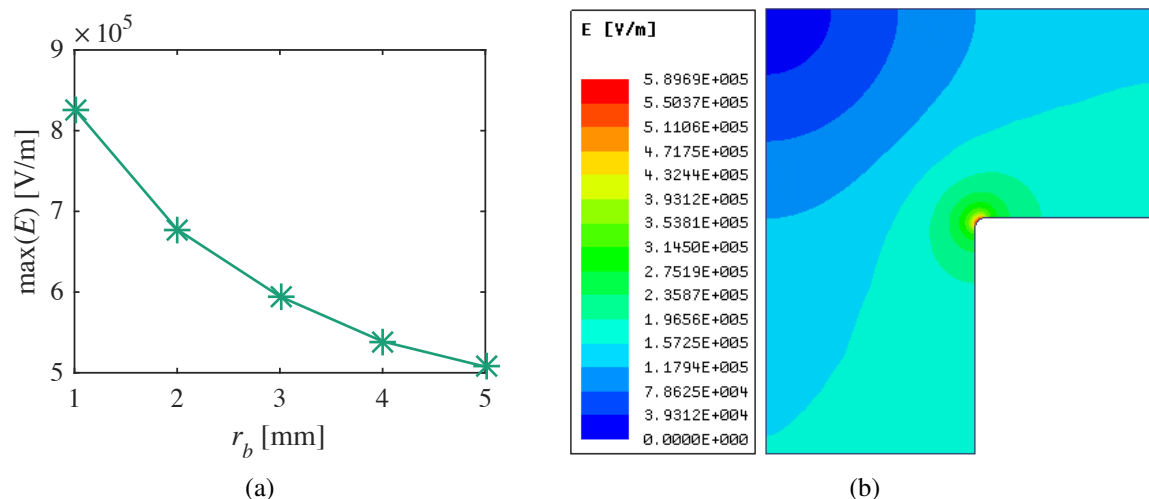 × 10⁵
9
8
7
6
5
1 2 3 4 5
max(E) [V/m]
r_b [mm]
(a)
E [V/m]
5.8969E+005
5.5037E+005
5.1106E+005
4.7175E+005
4.3244E+005
3.9312E+005
3.5381E+005
3.1450E+005
2.7519E+005
2.3587E+005
1.9656E+005
1.5725E+005
1.1794E+005
7.8625E+004
3.9312E+004
0.0000E+000
(b)